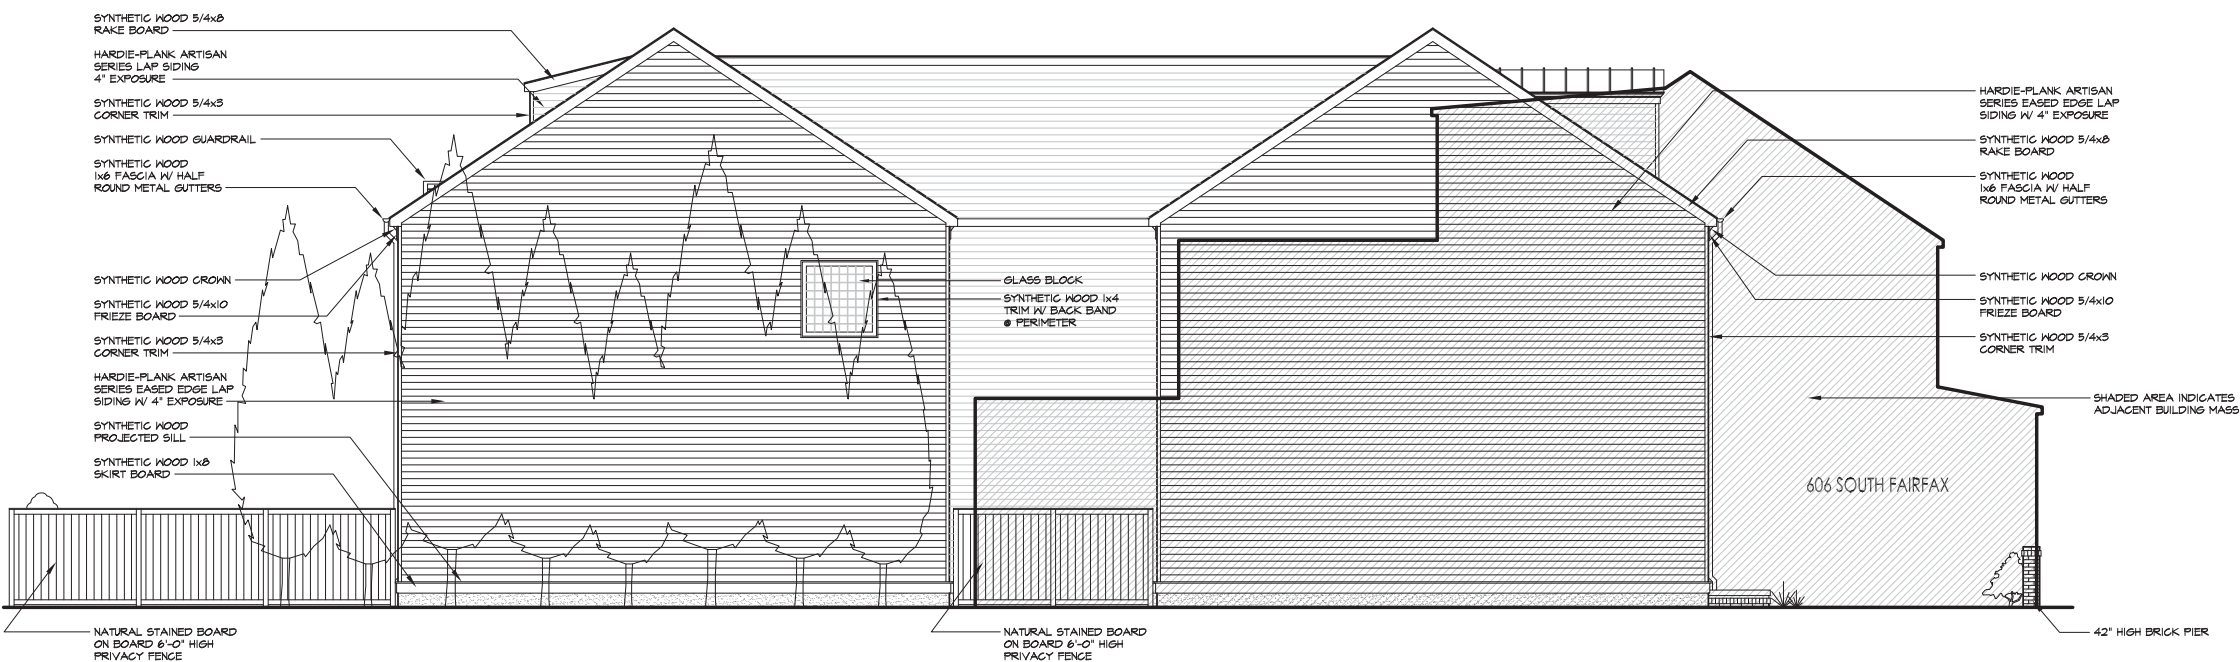 SYNTHETIC WOOD 5/4x8
RAKE BOARD
HARDIE-PLANK ARTISAN
SERIES LAP SIDING
4" EXPOSURE
SYNTHETIC WOOD 5/4x3
CORNER TRIM
SYNTHETIC WOOD GUARDRAIL
SYNTHETIC WOOD
1x6 FASCIA W/ HALF
ROUND METAL GUTTERS
SYNTHETIC WOOD CROWN
SYNTHETIC WOOD 5/4x10
FRIEZE BOARD
SYNTHETIC WOOD 5/4x3
CORNER TRIM
HARDIE-PLANK ARTISAN
SERIES EASED EDGE LAP
SIDING W/ 4" EXPOSURE
SYNTHETIC WOOD
PROJECTED SILL
SYNTHETIC WOOD 1x8
SKIRT BOARD
NATURAL STAINED BOARD
ON BOARD 6'-0" HIGH
PRIVACY FENCE
GLASS BLOCK
SYNTHETIC WOOD 1x4
TRIM W/ BACK BAND
@ PERIMETER
NATURAL STAINED BOARD
ON BOARD 6'-0" HIGH
PRIVACY FENCE
HARDIE-PLANK ARTISAN
SERIES EASED EDGE LAP
SIDING W/ 4" EXPOSURE
SYNTHETIC WOOD 5/4x8
RAKE BOARD
SYNTHETIC WOOD
1x6 FASCIA W/ HALF
ROUND METAL GUTTERS
SYNTHETIC WOOD CROWN
SYNTHETIC WOOD 5/4x10
FRIEZE BOARD
SYNTHETIC WOOD 5/4x3
CORNER TRIM
SHADED AREA INDICATES
ADJACENT BUILDING MASS
606 SOUTH FAIRFAX
42" HIGH BRICK PIER